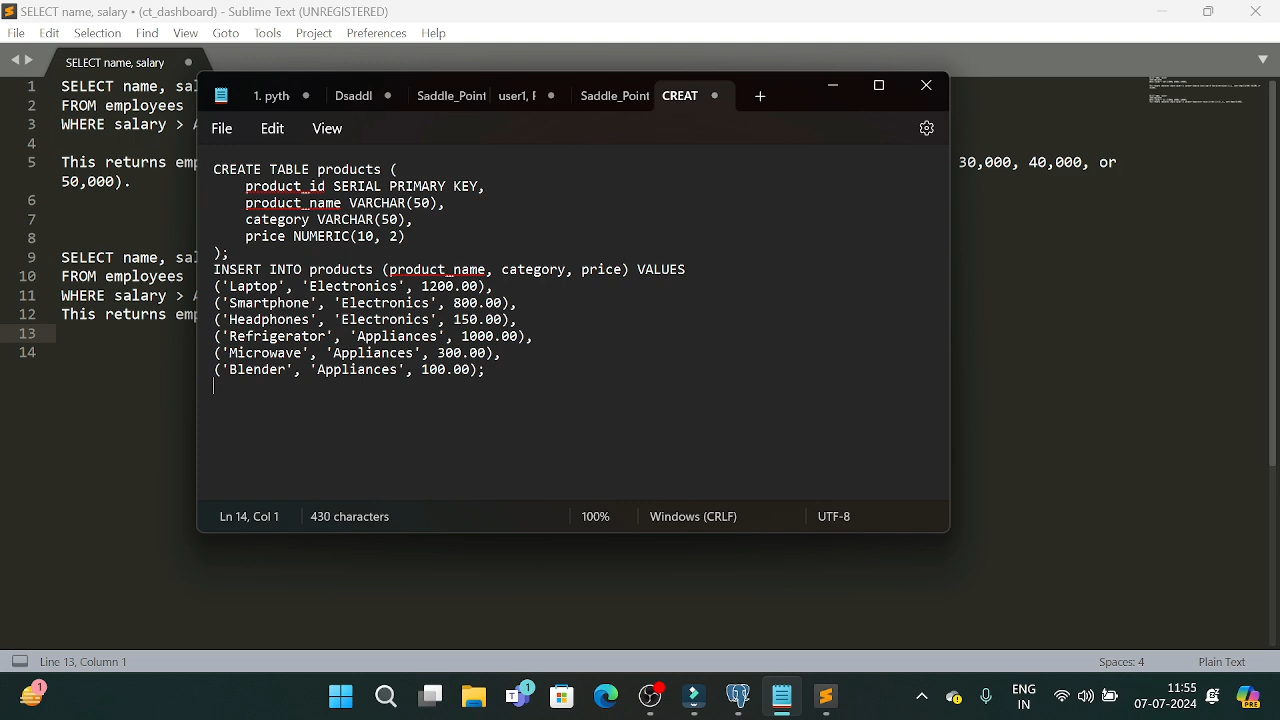 SELECT name, salary • (ct_dashboard) - Sublime Text (UNREGISTERED)
File Edit Selection Find View Goto Tools Project Preferences Help
SELECT name, salary
1 SELECT name, sal
2 FROM employees
3 WHERE salary >
4
5 This returns emp 30,000, 40,000, or
50,000).
6
7
8
9 SELECT name, sal
10 FROM employees
11 WHERE salary >
12 This returns emp
13
14
1. pyth Dsaddl Saddle_Point user1, Saddle_Point CREAT
File Edit View
CREATE TABLE products (
product_id SERIAL PRIMARY KEY,
product_name VARCHAR(50),
category VARCHAR(50),
price NUMERIC(10, 2)
);
INSERT INTO products (product_name, category, price) VALUES
('Laptop', 'Electronics', 1200.00),
('Smartphone', 'Electronics', 800.00),
('Headphones', 'Electronics', 150.00),
('Refrigerator', 'Appliances', 1000.00),
('Microwave', 'Appliances', 300.00),
('Blender', 'Appliances', 100.00);
Ln 14, Col 1 430 characters 100% Windows (CRLF) UTF-8
Line 13, Column 1 Spaces: 4 Plain Text
1 1 ENG 11:55
IN 07-07-2024 PRE